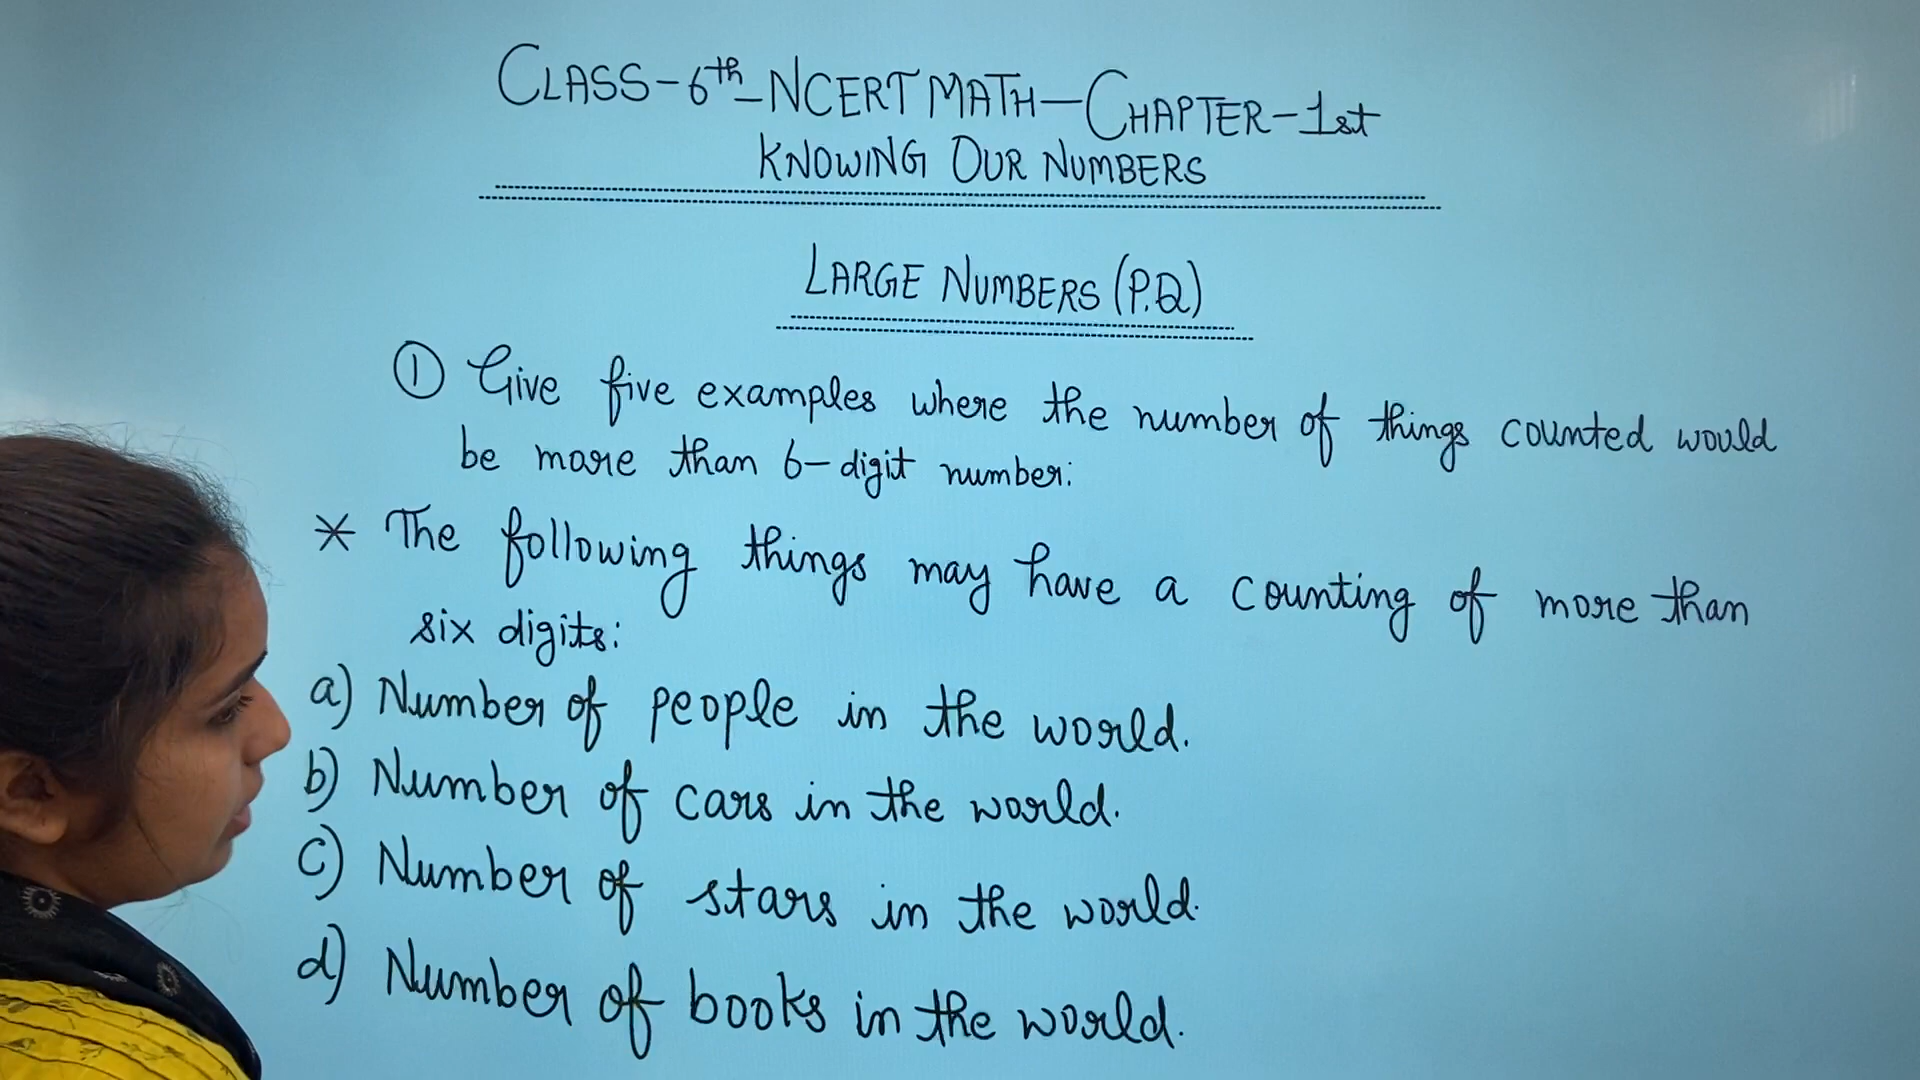 CLASS-6th-NCERT MATH-CHAPTER-1st
KNOWING OUR NUMBERS
LARGE NUMBERS (P.Q)
① Give five examples where the number of things counted would
be more than 6-digit number:
* The following things may have a counting of more than
six digits:
a) Number of people in the world.
b) Number of cars in the world.
c) Number of stars in the world.
d) Number of books in the world.